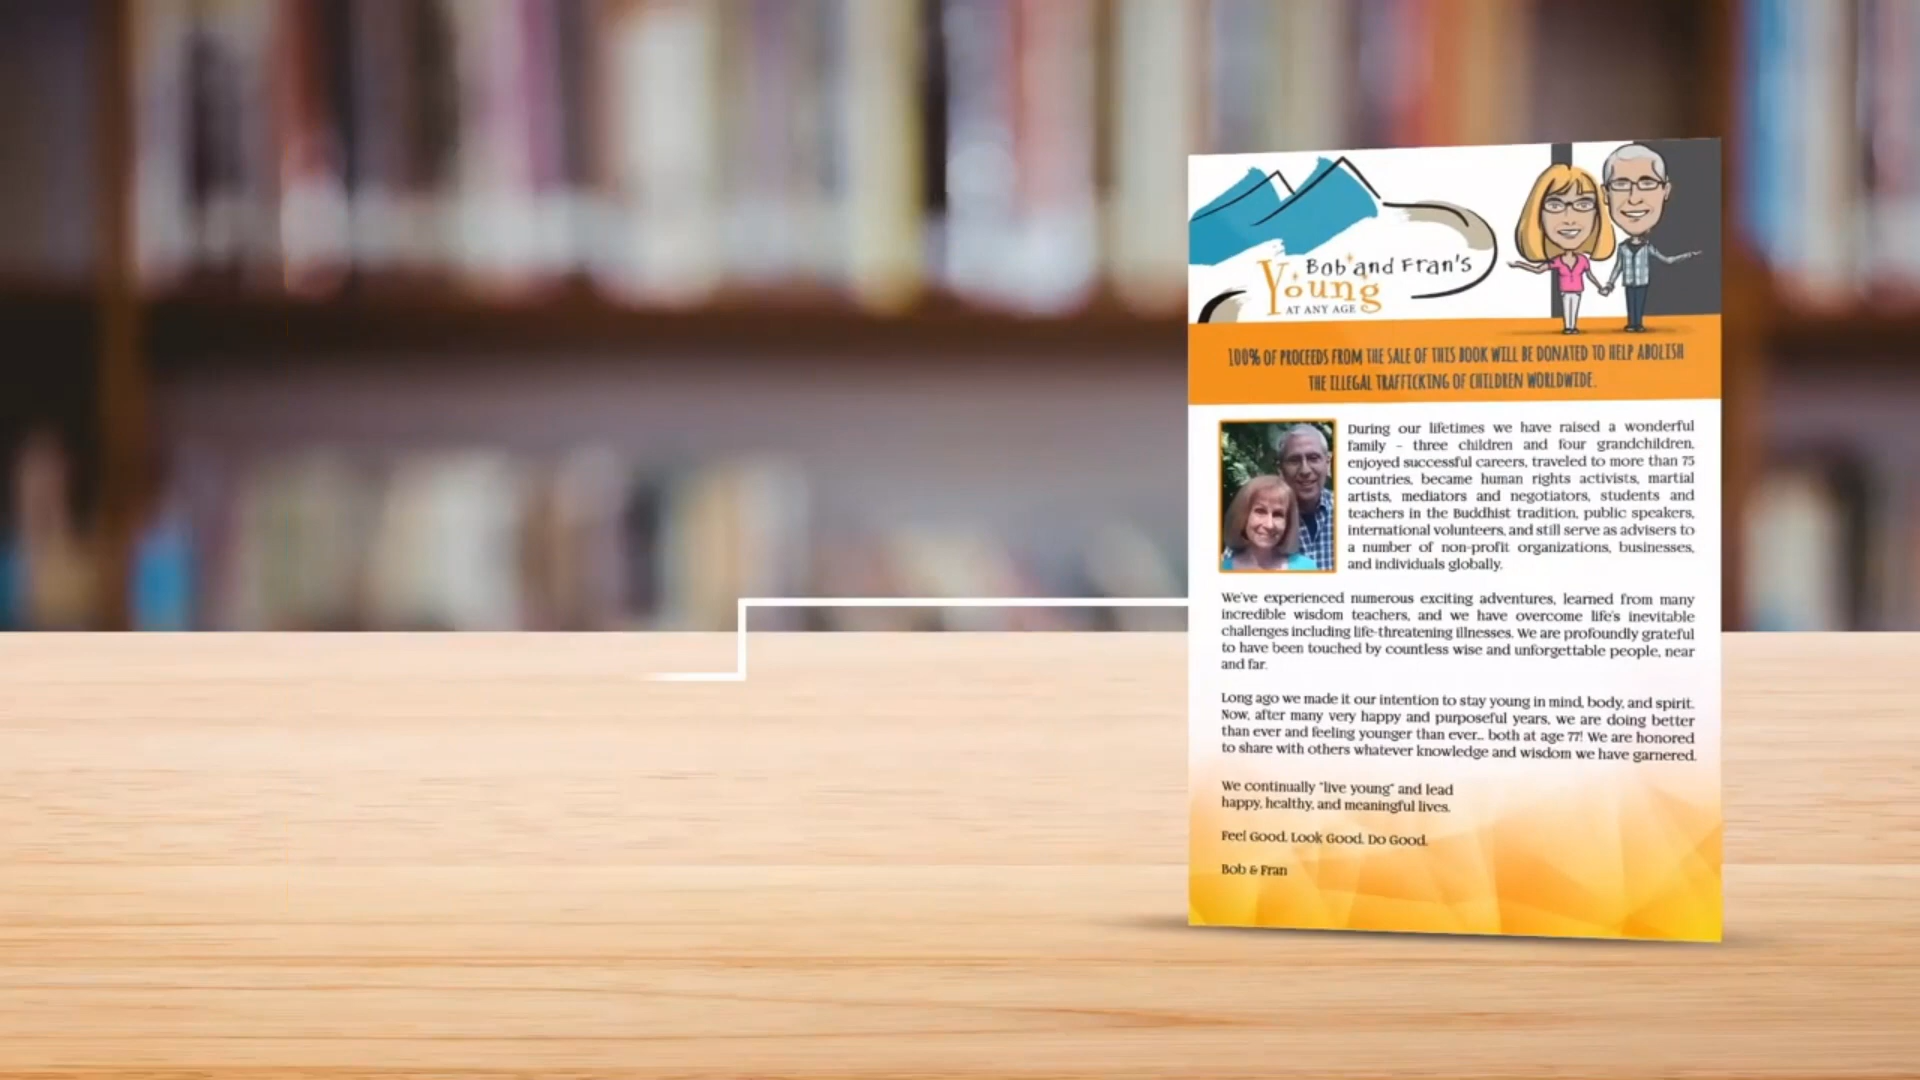 Bob and Fran's
Young
AT ANY AGE
100% OF PROCEEDS FROM THE SALE OF THIS BOOK WILL BE DONATED TO HELP ABOLISH
THE ILLEGAL TRAFFICKING OF CHILDREN WORLDWIDE.
During our lifetimes we have raised a wonderful
family - three children and four grandchildren,
enjoyed successful careers, traveled to more than 75
countries, became human rights activists, martial
artists, mediators and negotiators, students and
teachers in the Buddhist tradition, public speakers,
international volunteers, and still serve as advisers to
a number of non-profit organizations, businesses,
and individuals globally.
We've experienced numerous exciting adventures, learned from many
incredible wisdom teachers, and we have overcome life's inevitable
challenges including life-threatening illnesses. We are profoundly grateful
to have been touched by countless wise and unforgettable people, near
and far.
Long ago we made it our intention to stay young in mind, body, and spirit.
Now, after many very happy and purposeful years, we are doing better
than ever and feeling younger than ever... both at age 77! We are honored
to share with others whatever knowledge and wisdom we have garnered.
We continually "live young" and lead
happy, healthy, and meaningful lives.
Feel Good. Look Good. Do Good.
Bob & Fran